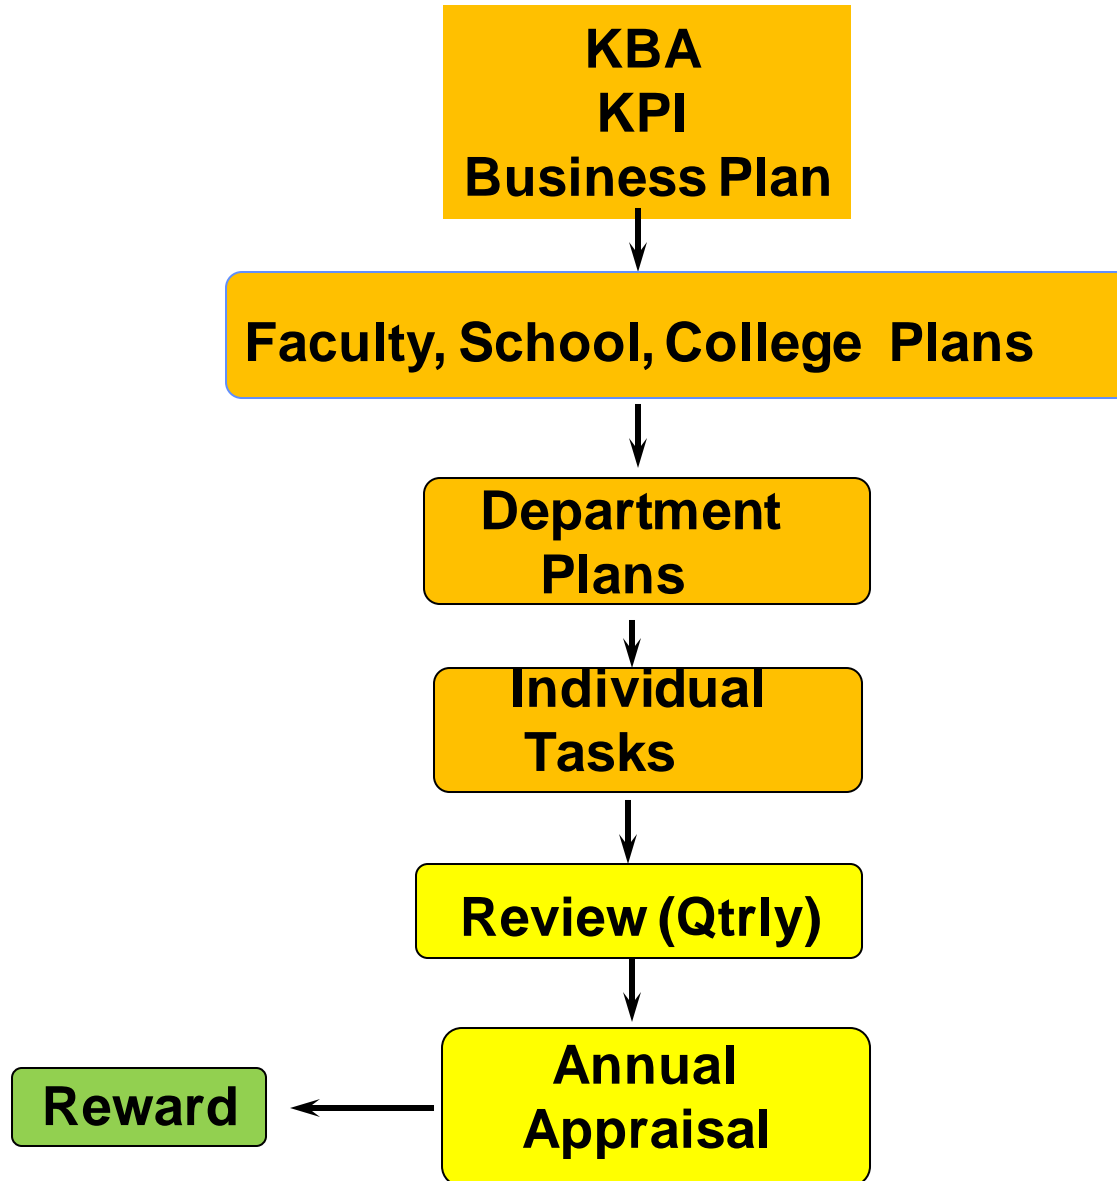 KBA
KPI
Business Plan
Faculty, School, College Plans
Department
Plans
Individual
Tasks
Review (Qtrly)
Annual
Appraisal
Reward